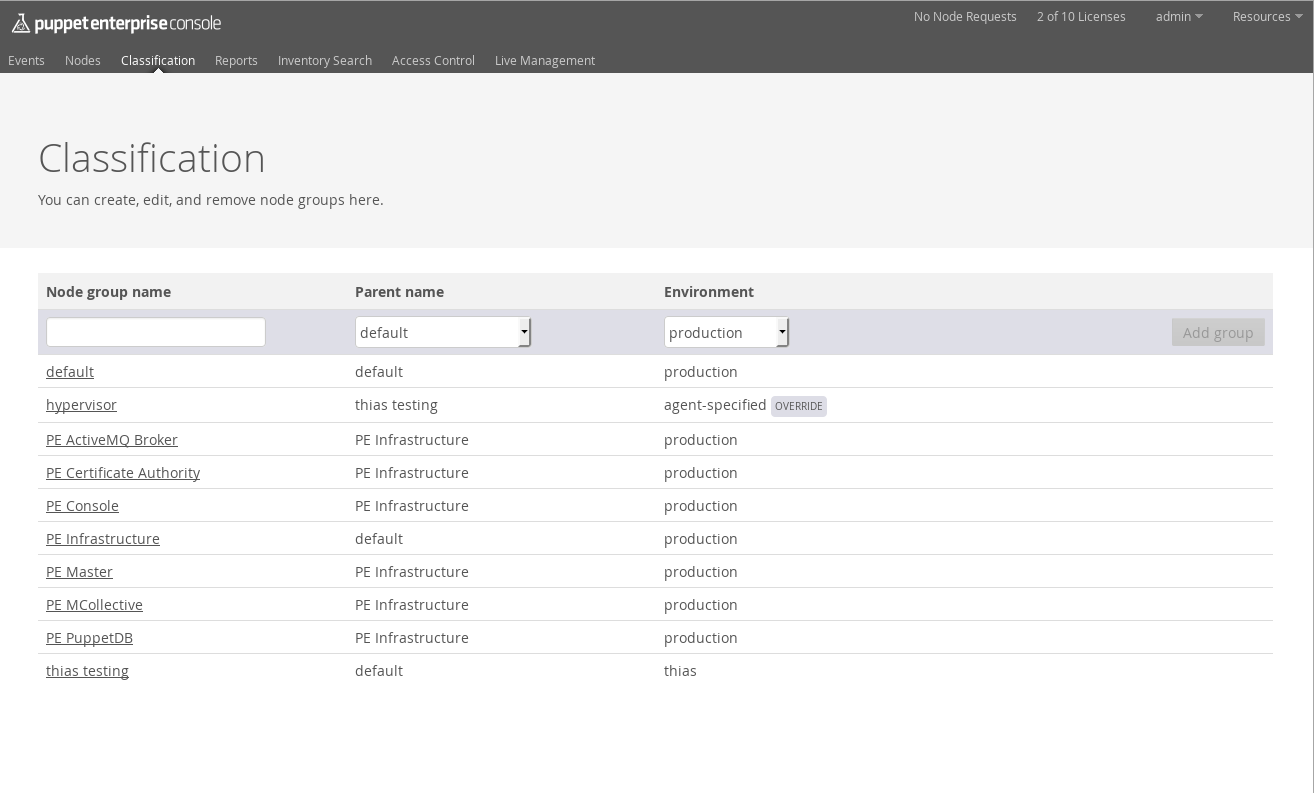 puppet enterprise console No Node Requests 2 of 10 Licenses admin Resources
Events Nodes Classification Reports Inventory Search Access Control Live Management
Classification
You can create, edit, and remove node groups here.
Node group name Parent name Environment
default production Add group
default default production
hypervisor thias testing agent-specified OVERRIDE
PE ActiveMQ Broker PE Infrastructure production
PE Certificate Authority PE Infrastructure production
PE Console PE Infrastructure production
PE Infrastructure default production
PE Master PE Infrastructure production
PE MCollective PE Infrastructure production
PE PuppetDB PE Infrastructure production
thias testing default thias